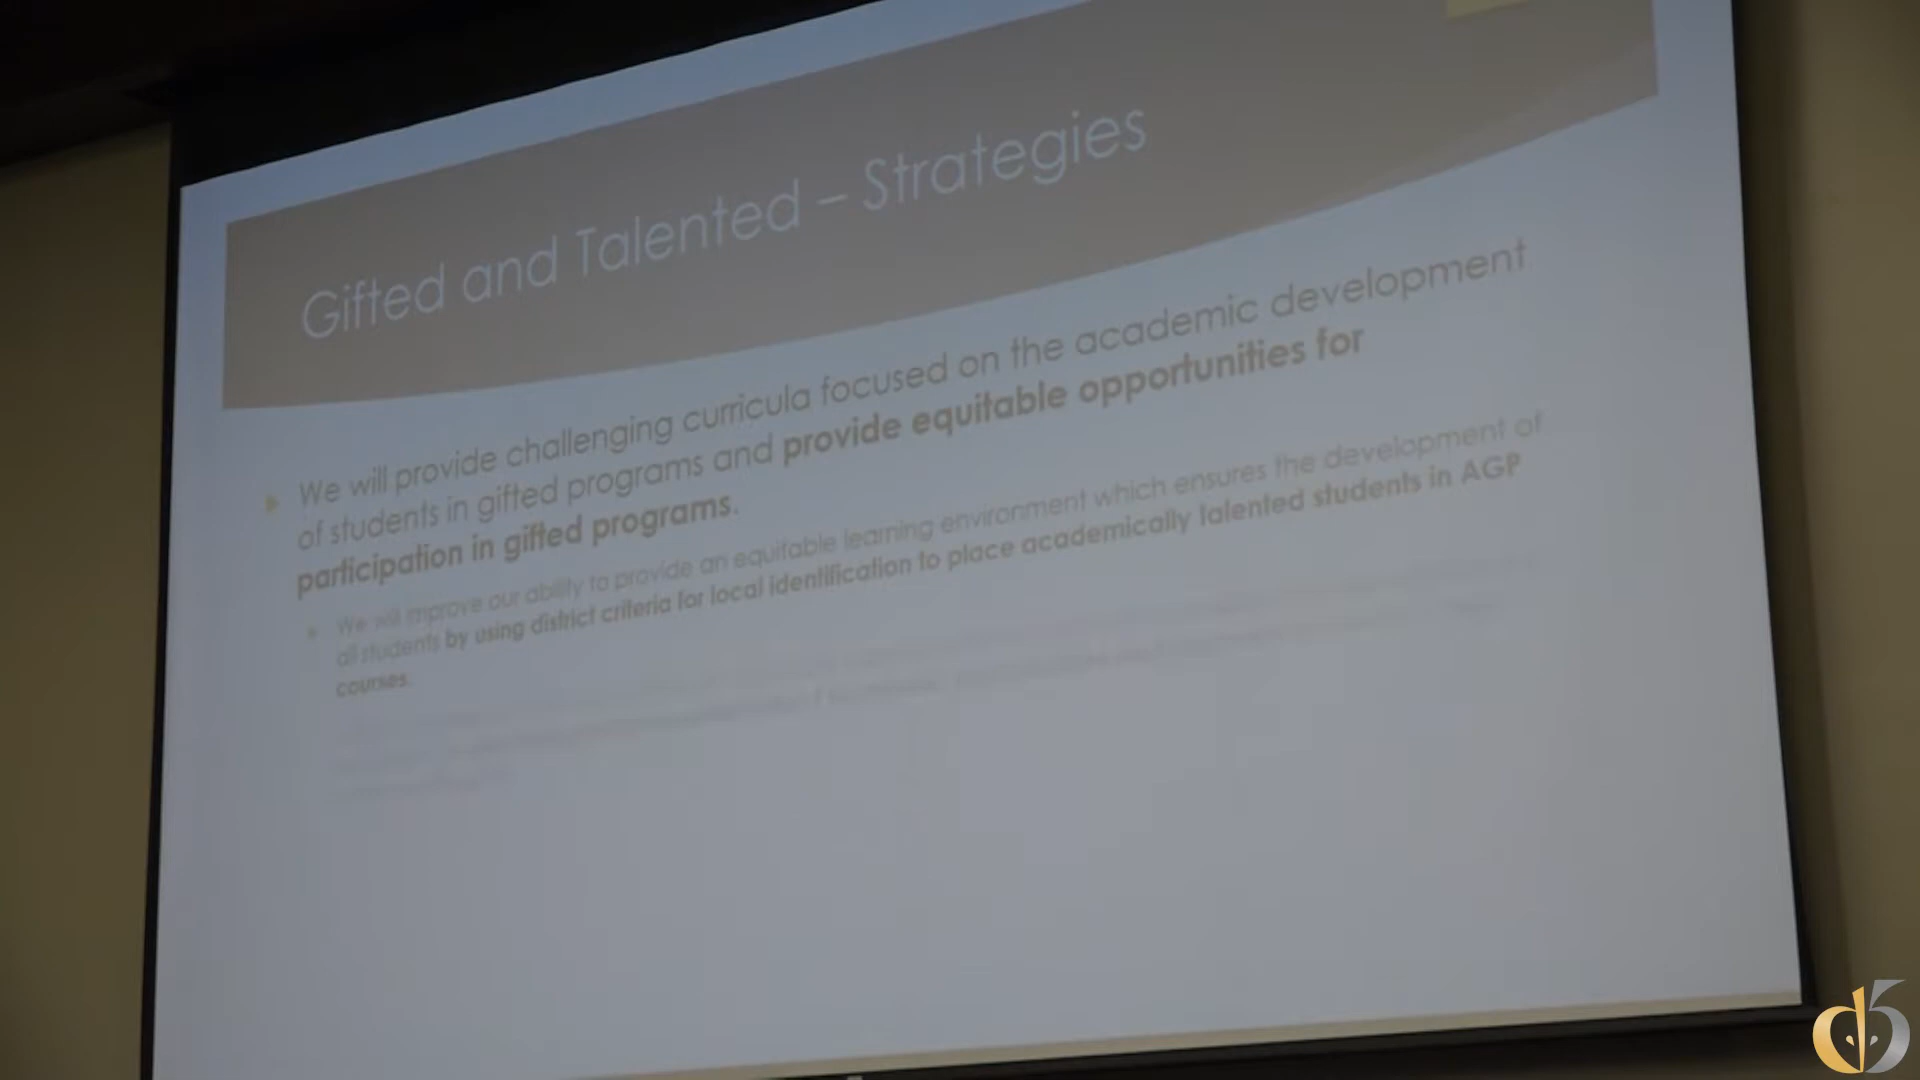 Gifted and Talented – Strategies
We will provide challenging curricula focused on the academic development
of students in gifted programs and provide equitable opportunities for
participation in gifted programs.
We will improve our ability to provide an equitable learning environment which ensures the development of
all students by using district criteria for local identification to place academically talented students in AGP
courses.
d5